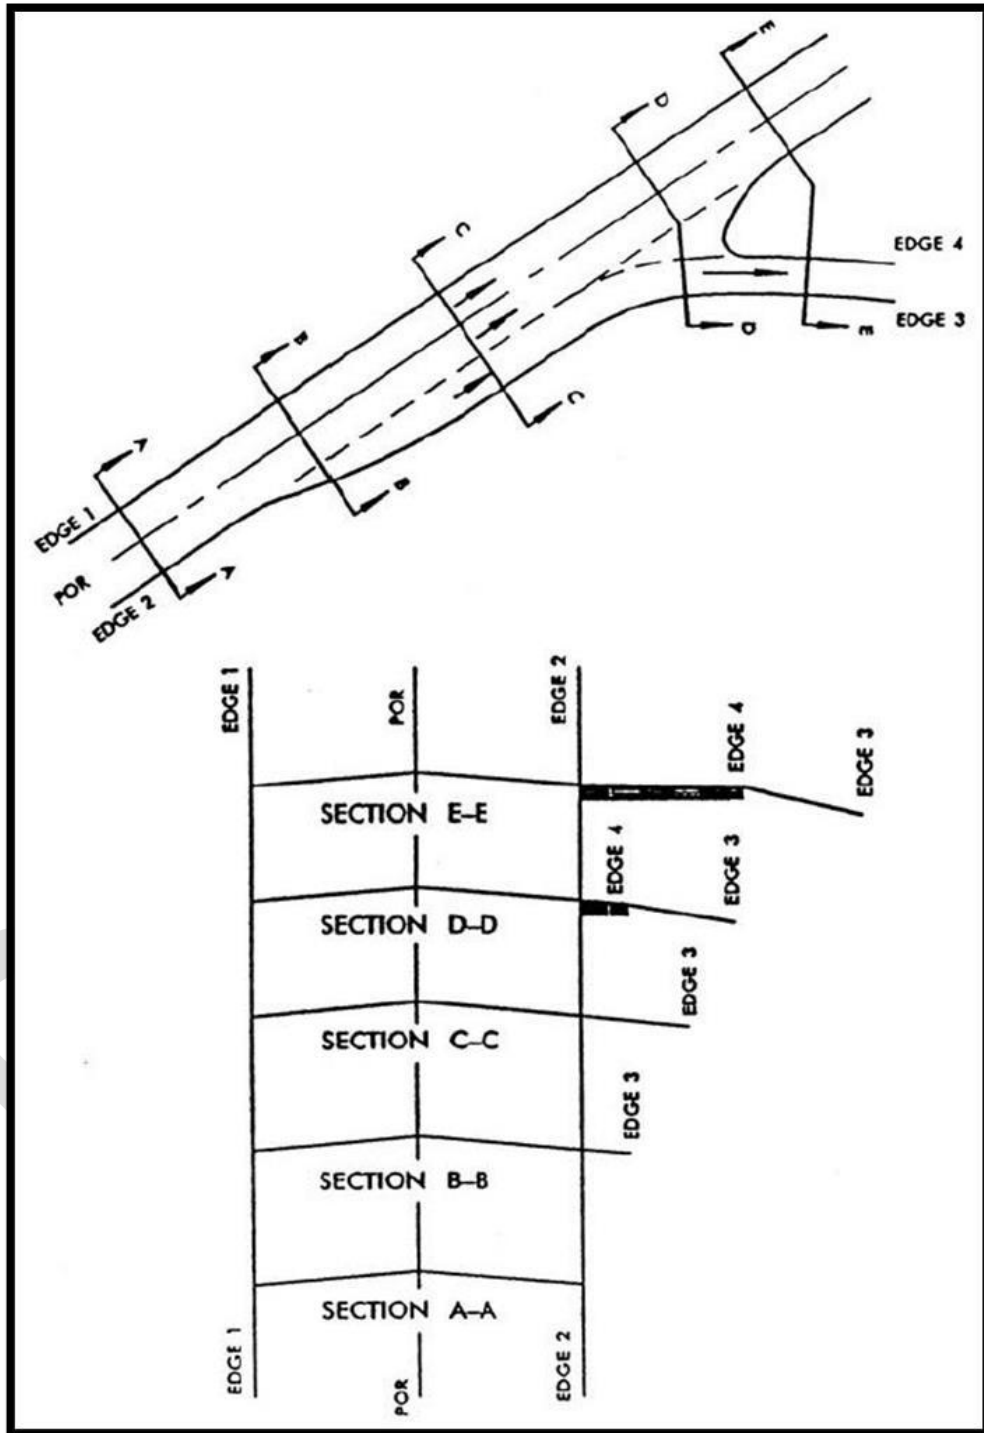 E
E
D
D
C
C
B
B
A
A
EDGE 4
EDGE 3
EDGE 1
POR
EDGE 2
EDGE 1
POR
EDGE 2
EDGE 4
EDGE 3
SECTION E–E
EDGE 4
EDGE 3
SECTION D–D
EDGE 3
SECTION C–C
EDGE 3
SECTION B–B
SECTION A–A
EDGE 1
POR
EDGE 2